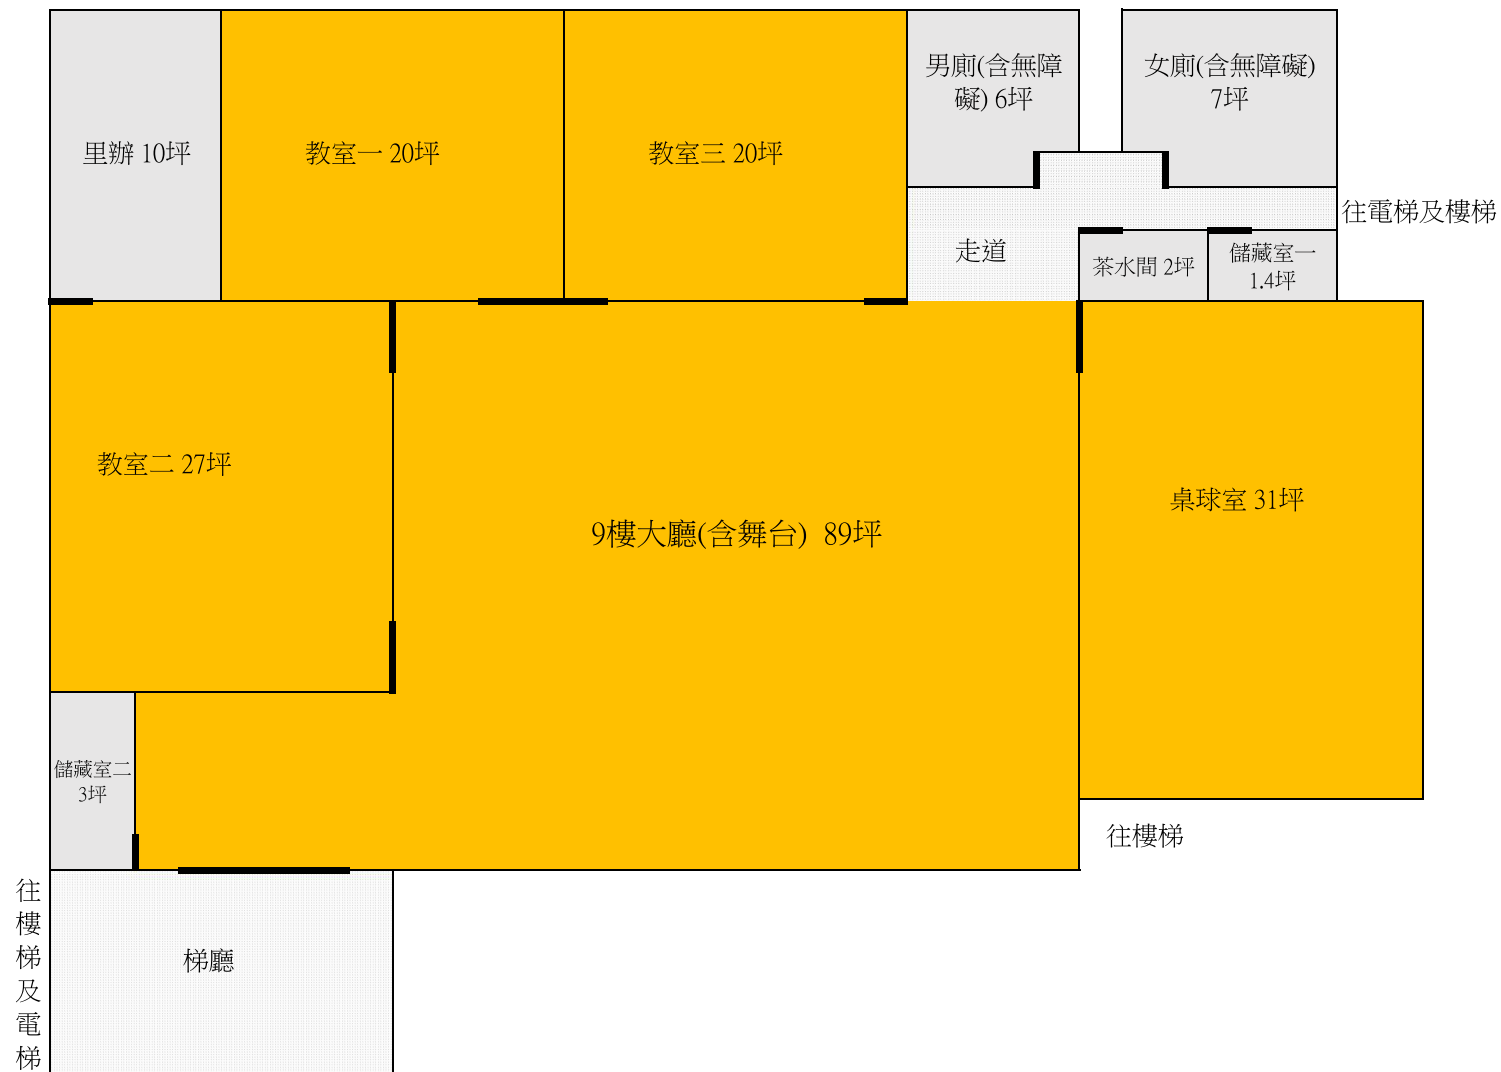 里辦 10坪
教室一 20坪
教室三 20坪
男廁(含無障
礙) 6坪
女廁(含無障礙)
7坪
往電梯及樓梯
走道
茶水間 2坪
儲藏室一
1.4坪
教室二 27坪
9樓大廳(含舞台)  89坪
桌球室 31坪
儲藏室二
3坪
往樓梯
往樓梯及電梯
梯廳